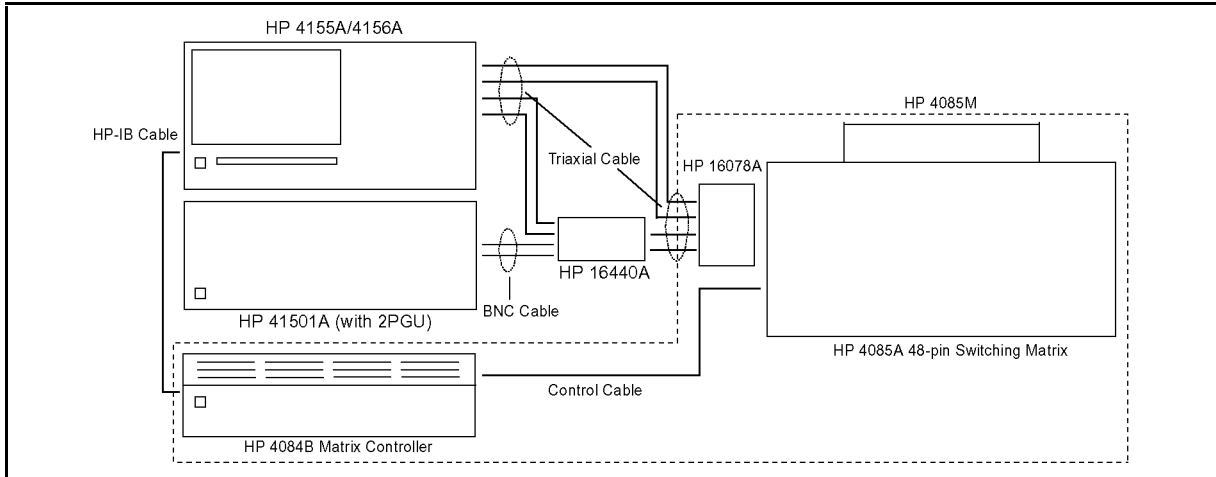 HP 4155A/4156A
HP 4085M
HP-IB Cable
Triaxial Cable
HP 16078A
HP 16440A
BNC Cable
HP 41501A (with 2PGU)
HP 4085A 48-pin Switching Matrix
Control Cable
HP 4084B Matrix Controller